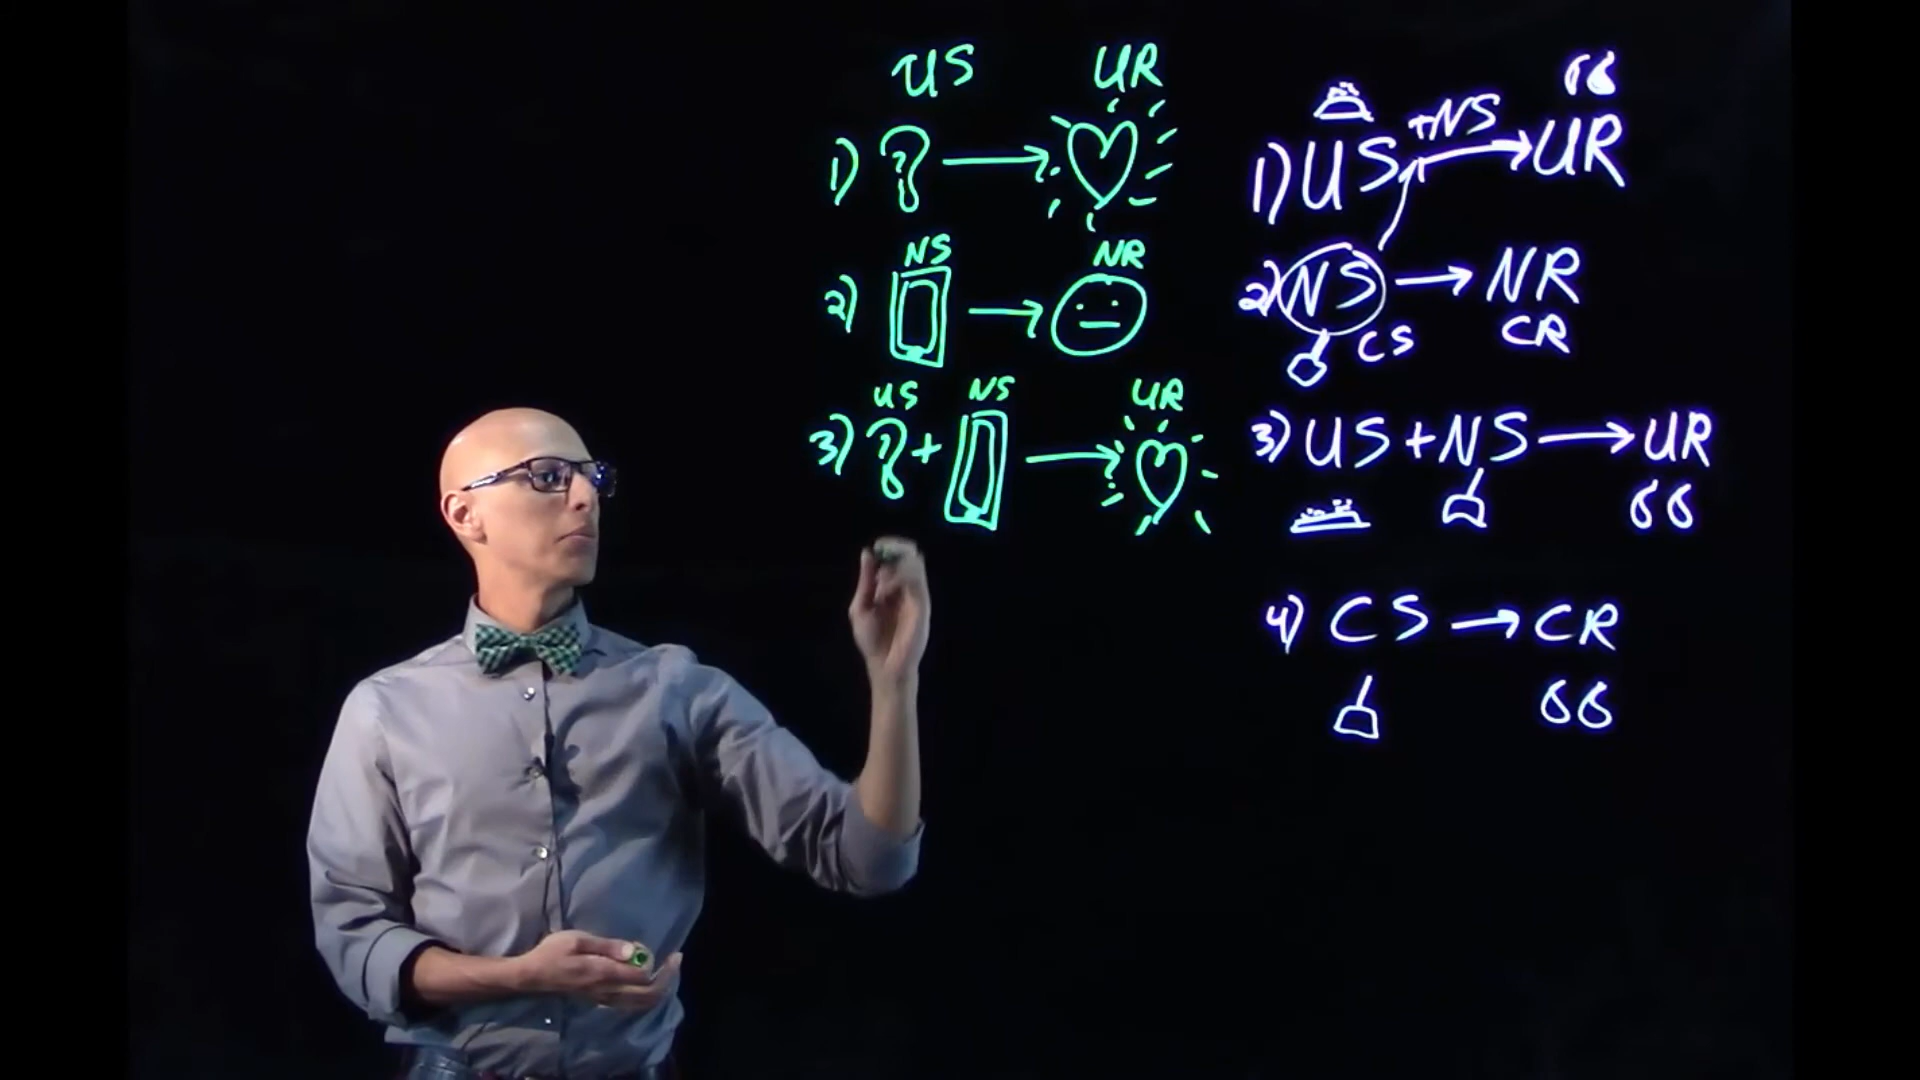 US UR
1) ? →
NS NR
2) →
US NS UR
3) ? + →
1) US +NS → UR
2) NS → NR
CS CR
3) US + NS → UR
4) CS → CR